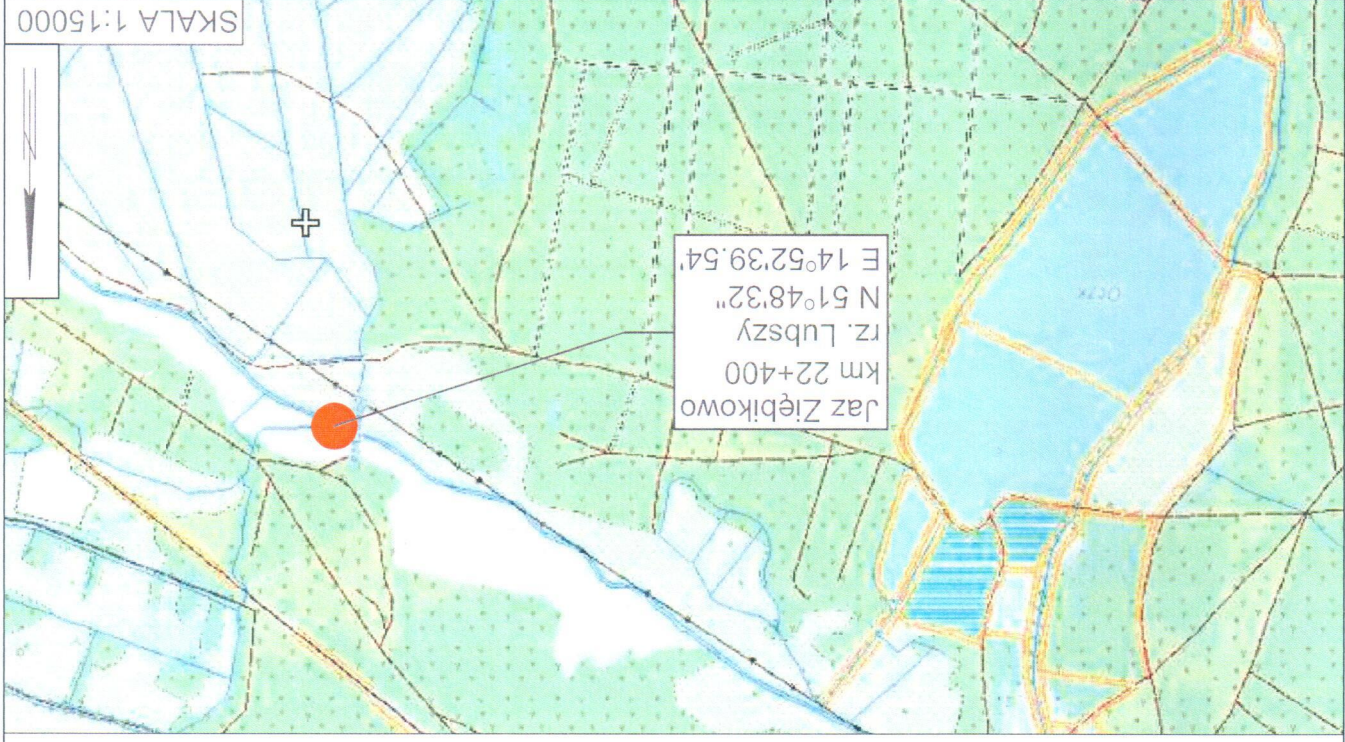 Jaz Ziębikowo
km 22+400
rz. Lubszy
N 51°48'32"
E 14°52'39.54'
SKALA 1:15000
N